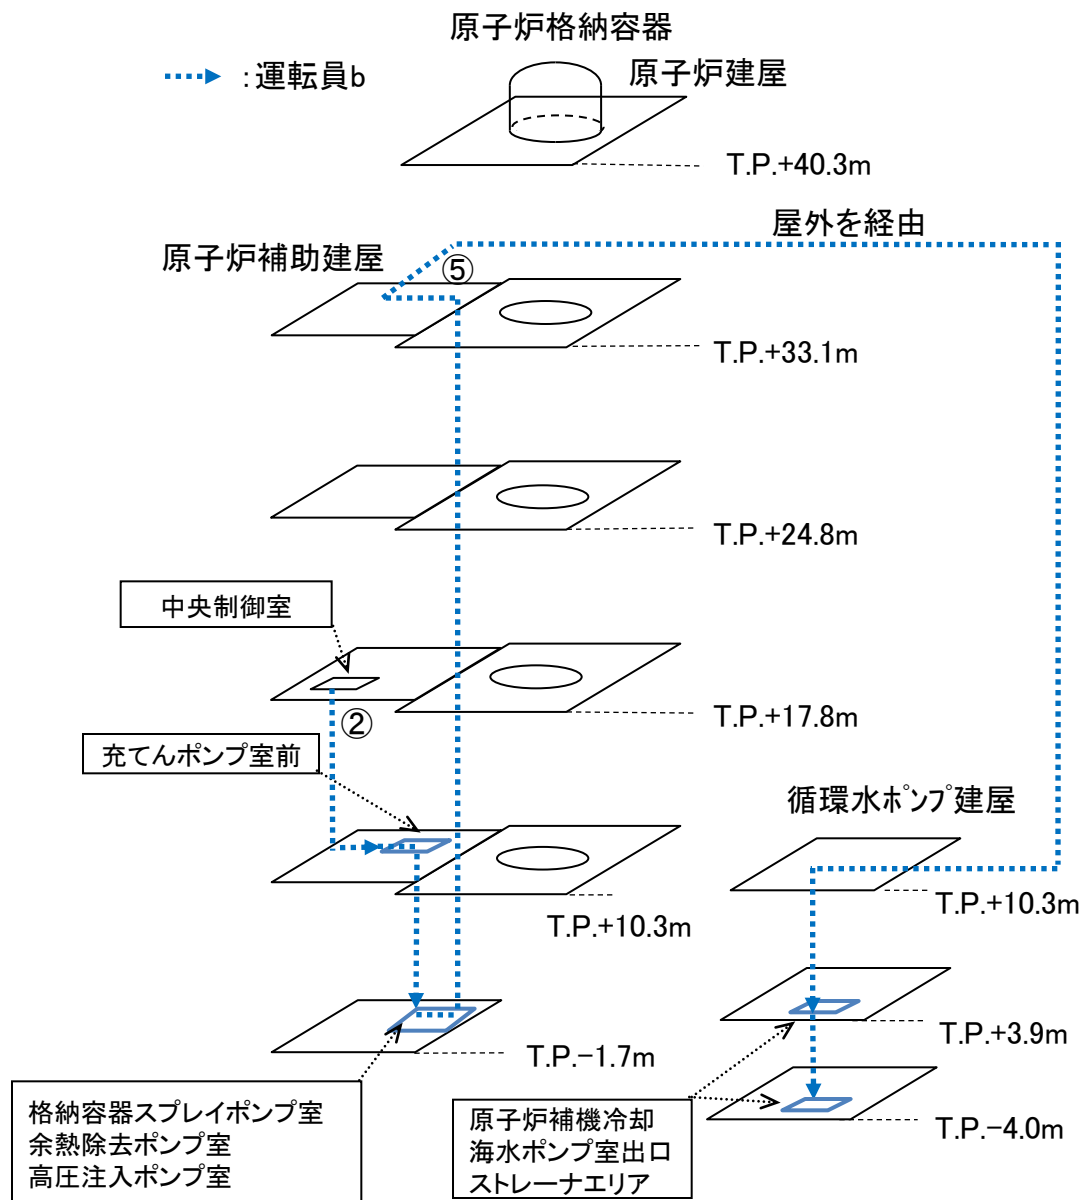 原子炉格納容器
:運転員b
原子炉建屋
T.P.+40.3m
屋外を経由
原子炉補助建屋
⑤
T.P.+33.1m
T.P.+24.8m
中央制御室
②
T.P.+17.8m
充てんポンプ室前
循環水ﾎﾟﾝﾌﾟ建屋
T.P.+10.3m
T.P.+10.3m
T.P.+3.9m
T.P.-1.7m
T.P.-4.0m
格納容器スプレイポンプ室
余熱除去ポンプ室
高圧注入ポンプ室
原子炉補機冷却
海水ポンプ室出口
ストレーナエリア